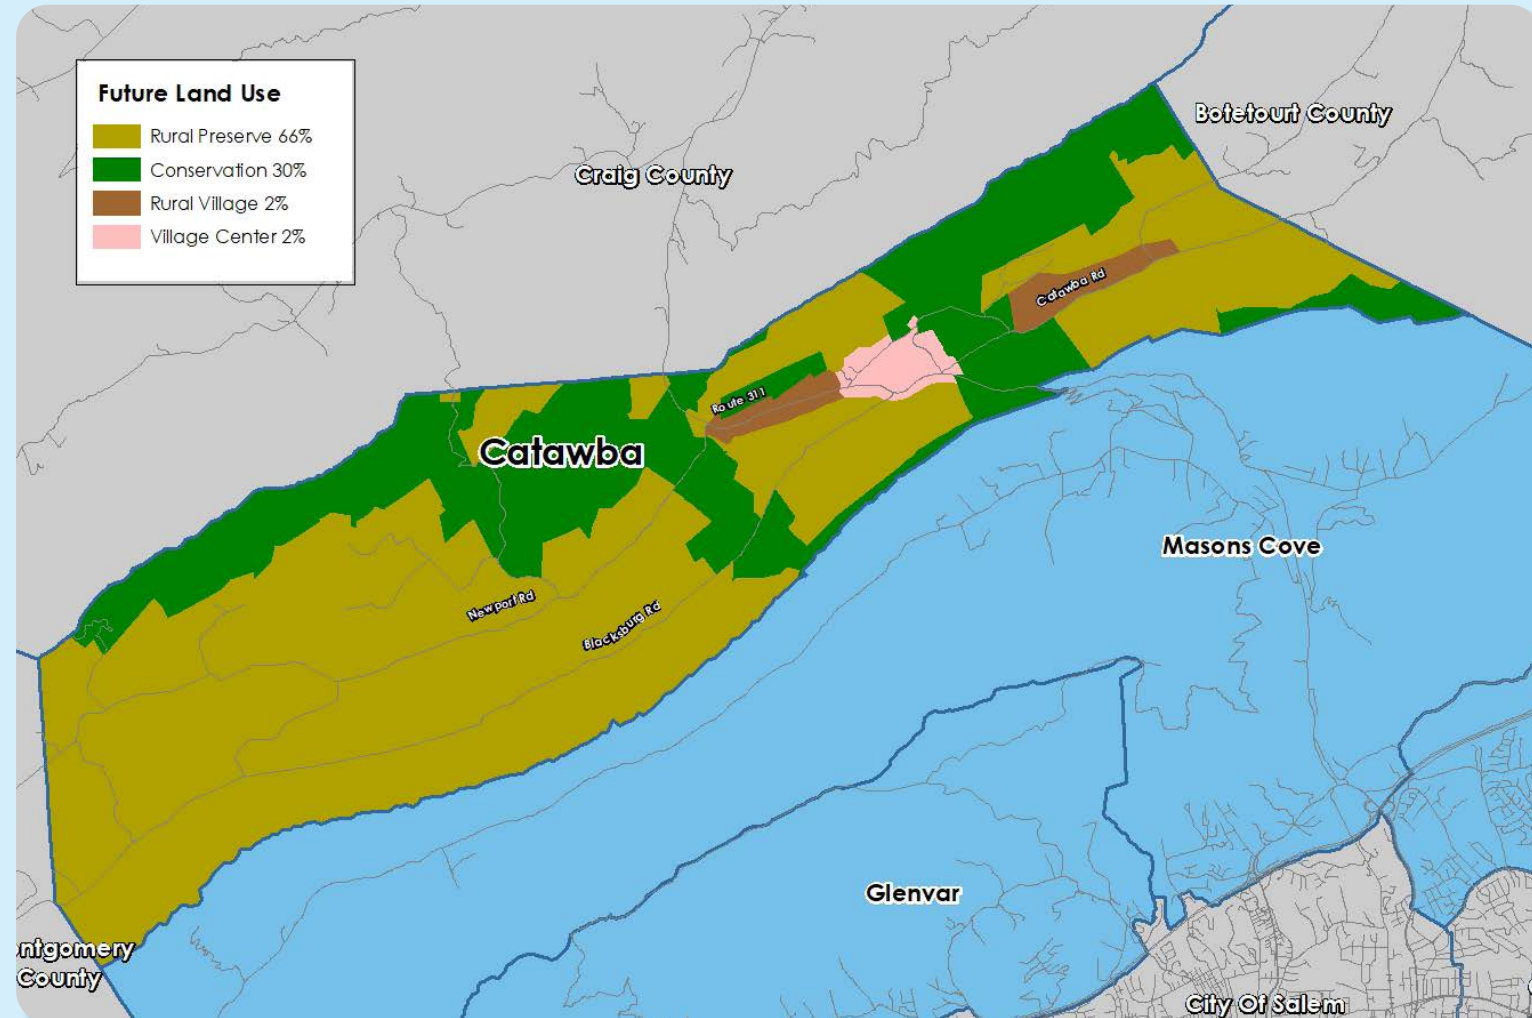 Future Land Use
Rural Preserve 66%
Conservation 30%
Rural Village 2%
Village Center 2%
Botetourt County
Craig County
Catawba Rd
Route 311
Catawba
Masons Cove
Newport Rd
Blacksburg Rd
Glenvar
ntgomery
County
City Of Salem